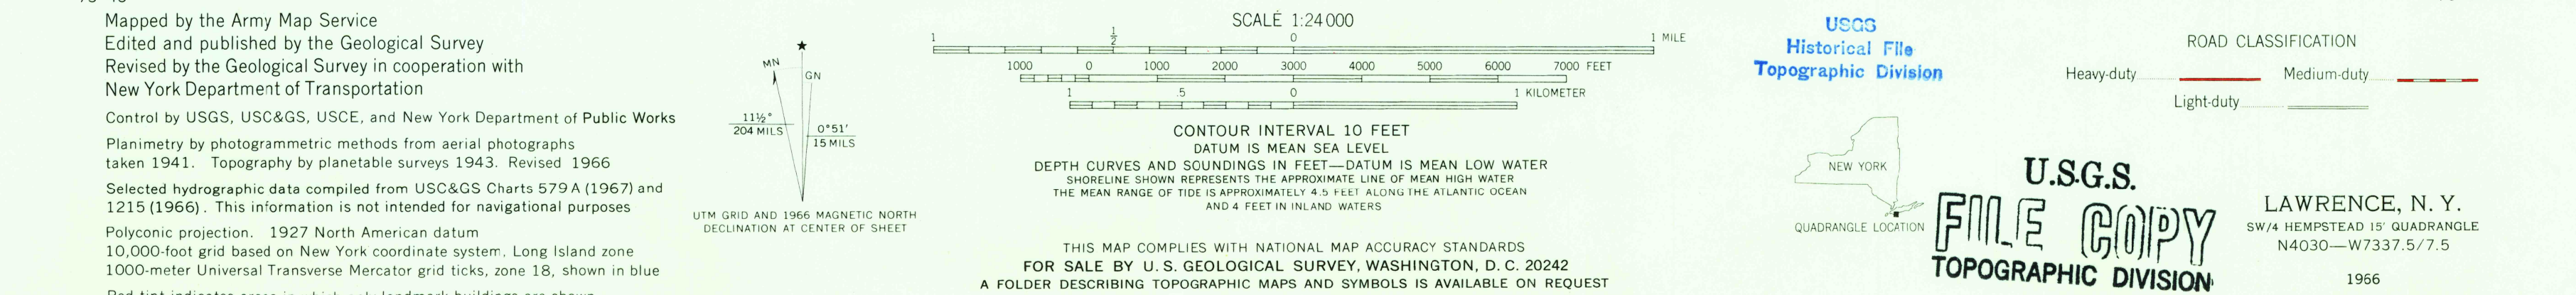 Mapped by the Army Map Service
Edited and published by the Geological Survey
Revised by the Geological Survey in cooperation with
New York Department of Transportation
Control by USGS, USC&GS, USCE, and New York Department of Public Works
Planimetry by photogrammetric methods from aerial photographs
taken 1941. Topography by planetable surveys 1943. Revised 1966
Selected hydrographic data compiled from USC&GS Charts 579 A (1967) and
1215 (1966). This information is not intended for navigational purposes
Polyconic projection. 1927 North American datum
10,000-foot grid based on New York coordinate system, Long Island zone
1000-meter Universal Transverse Mercator grid ticks, zone 18, shown in blue
MN
GN
11½°
204 MILS
0°51'
15 MILS
UTM GRID AND 1966 MAGNETIC NORTH
DECLINATION AT CENTER OF SHEET
SCALE 1:24 000
1 ½ 0 1 MILE
1000 0 1000 2000 3000 4000 5000 6000 7000 FEET
1 .5 0 1 KILOMETER
CONTOUR INTERVAL 10 FEET
DATUM IS MEAN SEA LEVEL
DEPTH CURVES AND SOUNDINGS IN FEET—DATUM IS MEAN LOW WATER
SHORELINE SHOWN REPRESENTS THE APPROXIMATE LINE OF MEAN HIGH WATER
THE MEAN RANGE OF TIDE IS APPROXIMATELY 4.5 FEET ALONG THE ATLANTIC OCEAN
AND 4 FEET IN INLAND WATERS
THIS MAP COMPLIES WITH NATIONAL MAP ACCURACY STANDARDS
FOR SALE BY U. S. GEOLOGICAL SURVEY, WASHINGTON, D. C. 20242
A FOLDER DESCRIBING TOPOGRAPHIC MAPS AND SYMBOLS IS AVAILABLE ON REQUEST
USGS
Historical File
Topographic Division
NEW YORK
QUADRANGLE LOCATION
U.S.G.S.
FILE COPY
TOPOGRAPHIC DIVISION
ROAD CLASSIFICATION
Heavy-duty Medium-duty
Light-duty
LAWRENCE, N. Y.
SW/4 HEMPSTEAD 15' QUADRANGLE
N4030—W7337.5/7.5
1966